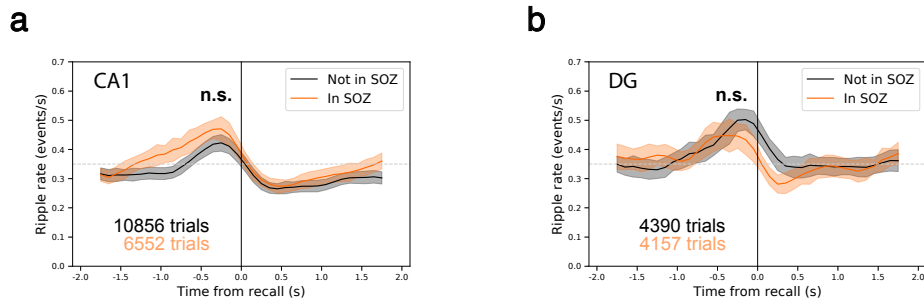 a
CA1
n.s.
Not in SOZ
In SOZ
10856 trials
6552 trials
Ripple rate (events/s)
0.7
0.6
0.5
0.4
0.3
0.2
0.1
0.0
-2.0 -1.5 -1.0 -0.5 0.0 0.5 1.0 1.5 2.0
Time from recall (s)
b
DG
n.s.
Not in SOZ
In SOZ
4390 trials
4157 trials
Ripple rate (events/s)
0.7
0.6
0.5
0.4
0.3
0.2
0.1
0.0
-2.0 -1.5 -1.0 -0.5 0.0 0.5 1.0 1.5 2.0
Time from recall (s)